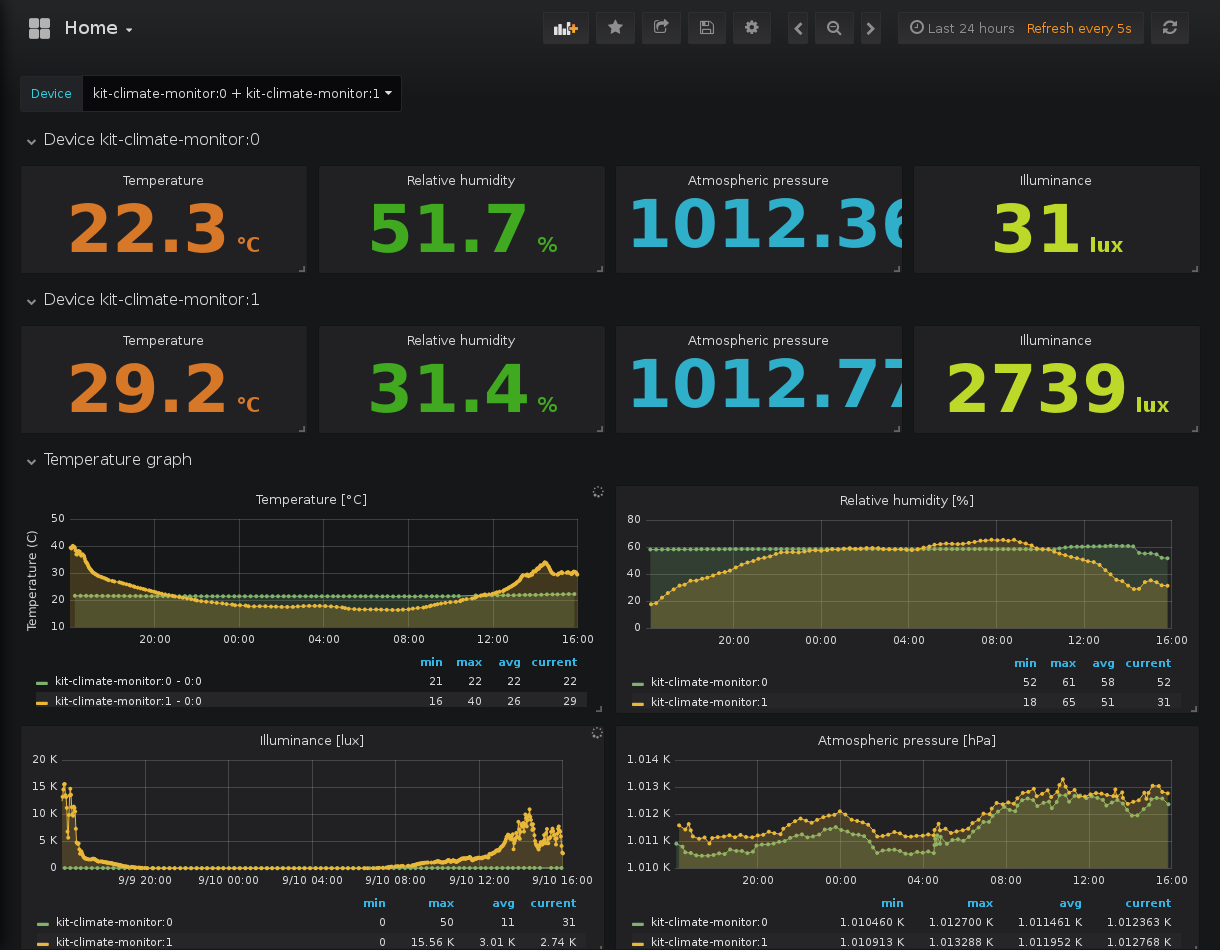 Home
Last 24 hours Refresh every 5s
Device kit-climate-monitor:0 + kit-climate-monitor:1
Device kit-climate-monitor:0
Temperature Relative humidity Atmospheric pressure Illuminance
22.3 °C 51.7 % 1012.36 31 lux
Device kit-climate-monitor:1
Temperature Relative humidity Atmospheric pressure Illuminance
29.2 °C 31.4 % 1012.77 2739 lux
Temperature graph
Temperature [°C]
Temperature (C)
50
40
30
20
10
20:00 00:00 04:00 08:00 12:00 16:00
min max avg current
kit-climate-monitor:0 - 0:0 21 22 22 22
kit-climate-monitor:1 - 0:0 16 40 26 29
Relative humidity [%]
80
60
40
20
0
20:00 00:00 04:00 08:00 12:00 16:00
min max avg current
kit-climate-monitor:0 52 61 58 52
kit-climate-monitor:1 18 65 51 31
Illuminance [lux]
20 K
15 K
10 K
5 K
0
9/9 20:00 9/10 00:00 9/10 04:00 9/10 08:00 9/10 12:00 9/10 16:00
min max avg current
kit-climate-monitor:0 0 50 11 31
kit-climate-monitor:1 0 15.56 K 3.01 K 2.74 K
Atmospheric pressure [hPa]
1.014 K
1.013 K
1.012 K
1.011 K
1.010 K
20:00 00:00 04:00 08:00 12:00 16:00
min max avg current
kit-climate-monitor:0 1.010460 K 1.012700 K 1.011461 K 1.012363 K
kit-climate-monitor:1 1.010913 K 1.013288 K 1.011952 K 1.012768 K